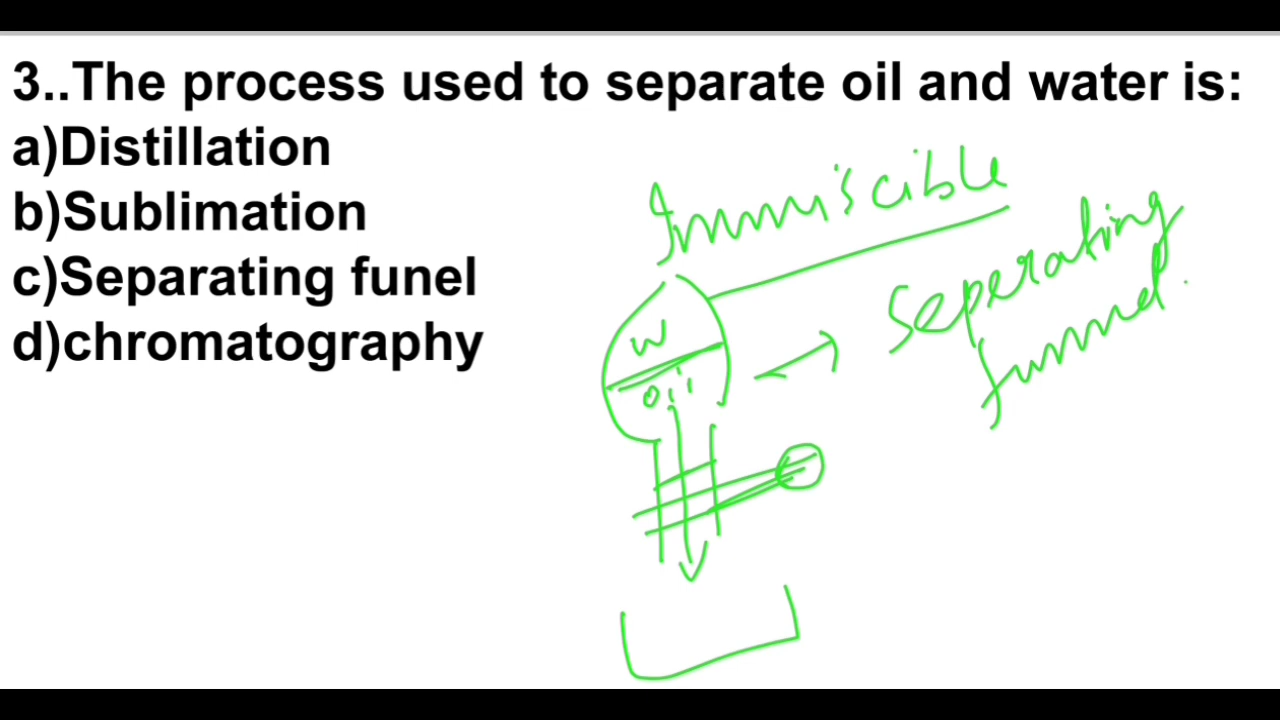 3..The process used to separate oil and water is:
a)Distillation
b)Sublimation
c)Separating funel
d)chromatography
Immiscible
Seperating
funnel.
W
oil